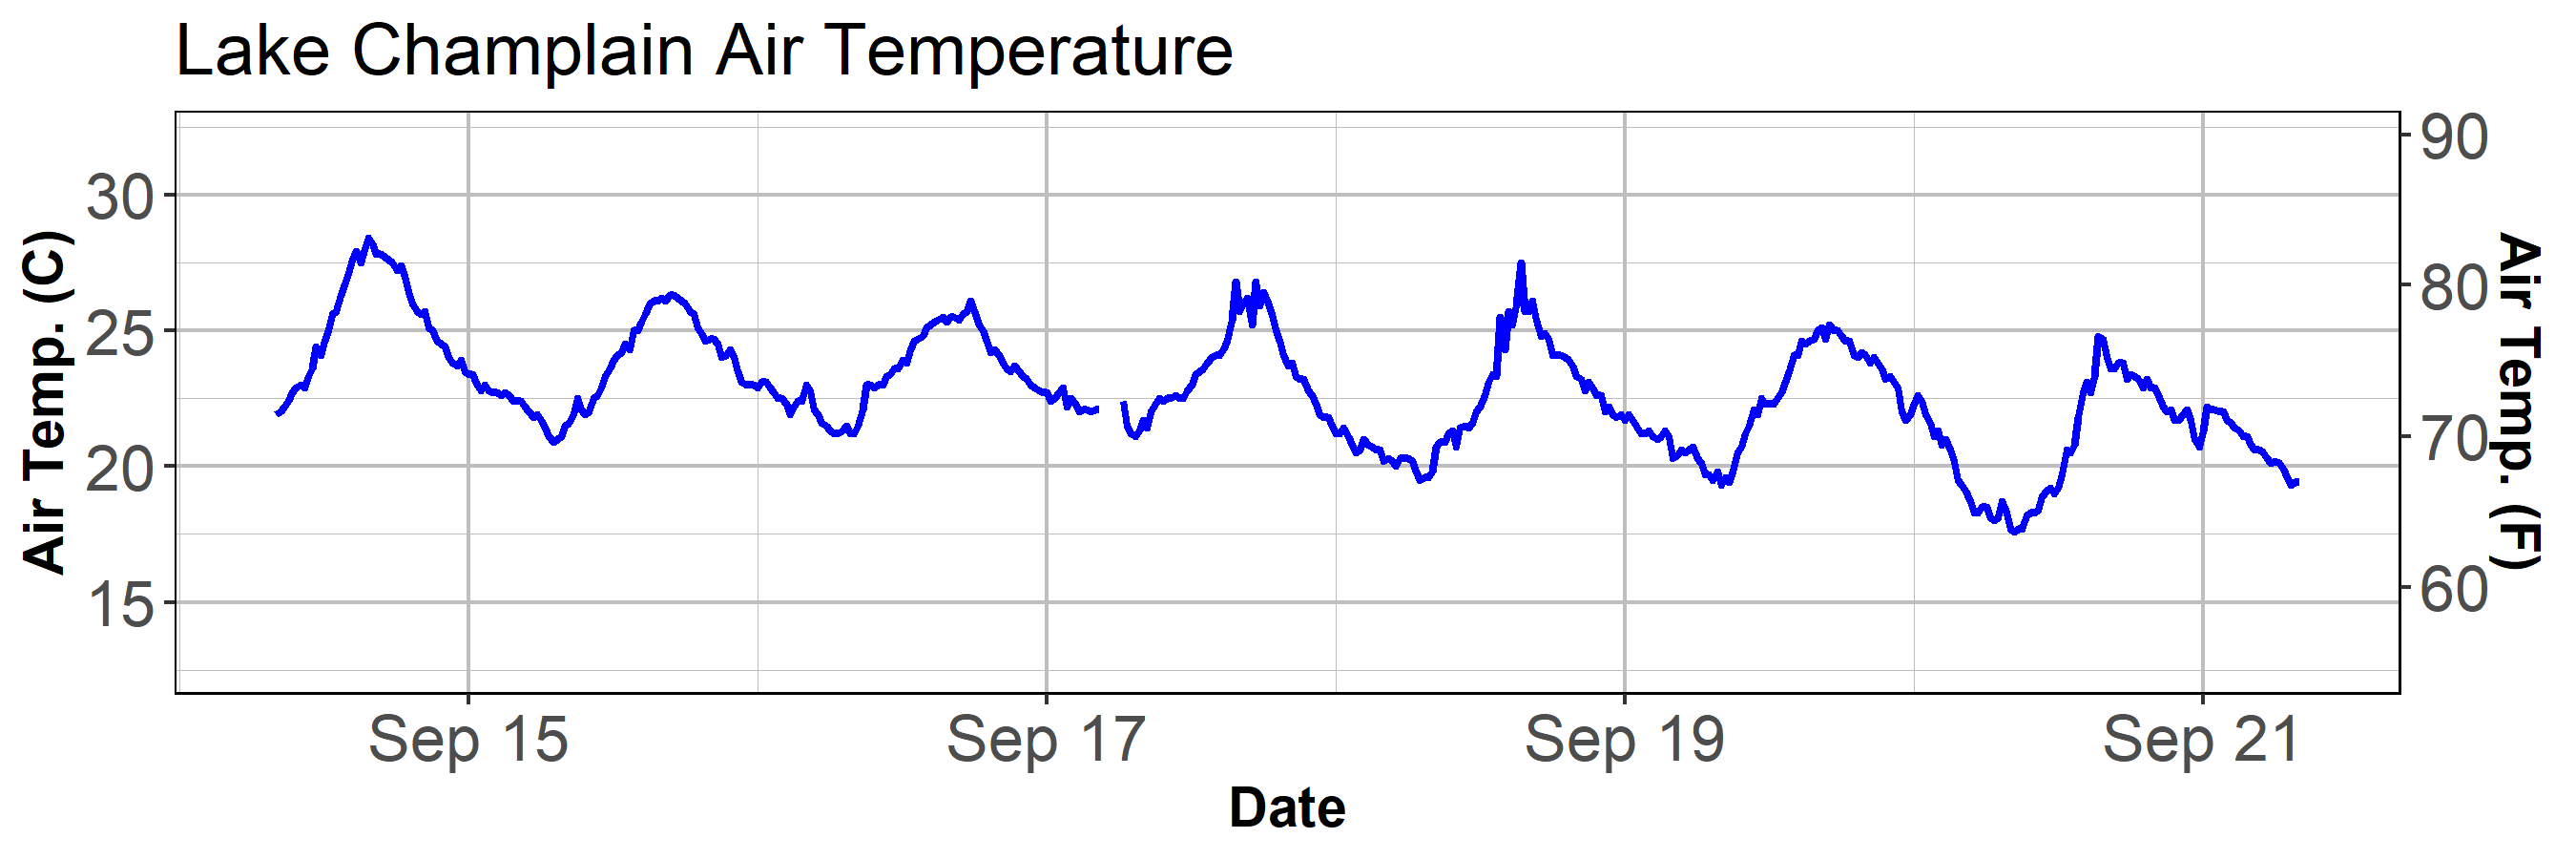 Lake Champlain Air Temperature
Air Temp. (C)
30
25
20
15
90
80
70
60
Air Temp. (F)
Sep 15 Sep 17 Sep 19 Sep 21
Date